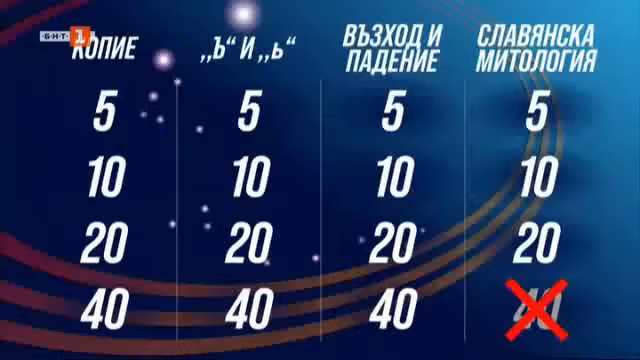 БНТ 1
КОПИЕ
„Ъ“ И „ь“
ВЪЗХОД И
ПАДЕНИЕ
СЛАВЯНСКА
МИТОЛОГИЯ
5 5 5 5
10 10 10 10
20 20 20 20
40 40 40 40